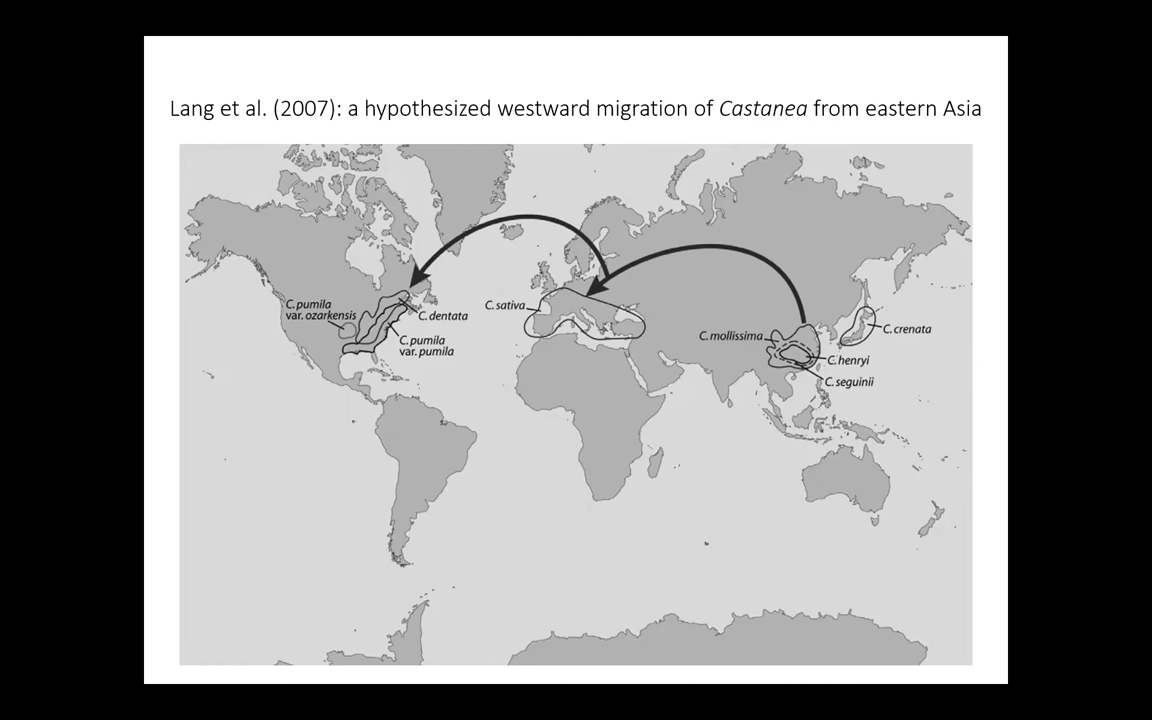 Lang et al. (2007): a hypothesized westward migration of Castanea from eastern Asia
C. pumila
var. ozarkensis
C. dentata
C. pumila
var. pumila
C. sativa
C. mollissima
C. crenata
C. henryi
C. seguinii